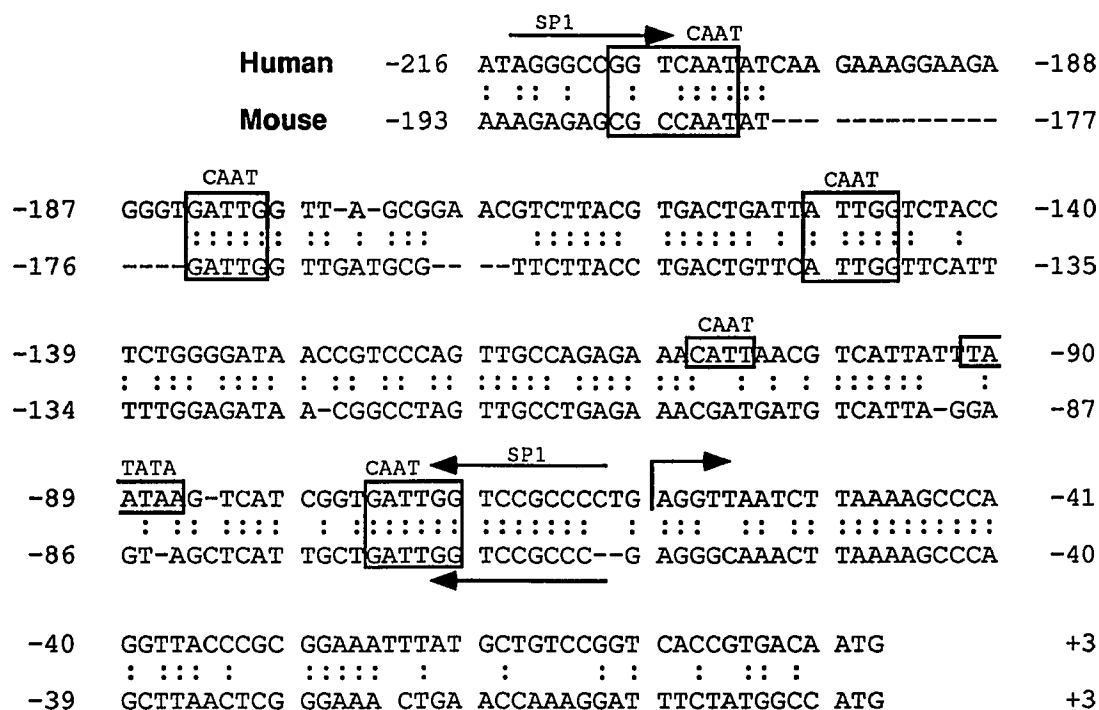 SP1 CAAT
Human -216 ATAGGGCCGG TCAATATCAA GAAAGGAAGA -188
: :: : : :::::: 
Mouse -193 AAAGAGAGCG CCAATAT--- ---------- -177
CAAT CAAT
-187 GGGTGATTGG TT-A-GCGGA ACGTCTTACG TGACTGATTA TTGGTCTACC -140
:::::: :: : ::: :::::: ::::: : : :::: : :
-176 ----GATTGG TTGATGCG-- --TTCTTACC TGACTGTTCA TTGGTTCATT -135
CAAT
-139 TCTGGGGATA ACCGTCCCAG TTGCCAGAGA AACATTAACG TCATTATTTA -90
: ::: :::: : :: : :: ::::: :::: :: : : : :::::: :
-134 TTTGGAGATA A-CGGCCTAG TTGCCTGAGA AACGATGATG TCATTA-GGA -87
TATA CAAT SP1
-89 ATAAG-TCAT CGGTGATTGG TCCGCCCCTG AGGTTAATCT TAAAAGCCCA -41
: :: :::: : ::::::: ::::::: : ::: :: :: ::::::::::
-86 GT-AGCTCAT TGCTGATTGG TCCGCCC--G AGGGCAAACT TAAAAGCCCA -40
-40 GGTTACCCGC GGAAATTTAT GCTGTCCGGT CACCGTGACA ATG +3
: ::: : ::::: : : : : :: :
-39 GCTTAACTCG GGAAA CTGA ACCAAAGGAT TTCTATGGCC ATG +3